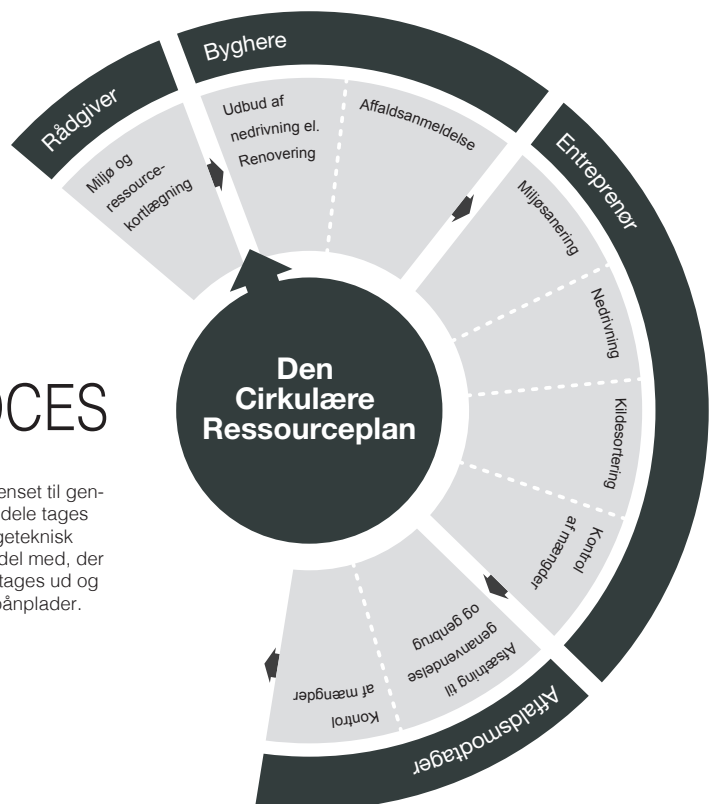 Rådgiver
Miljø og
ressource-
kortlægning
Byghere
Udbud af
nedrivning el.
Renovering
Affaldsanmeldelse
Entreprenør
Miljøsanering
Nedrivning
Kildesortering
Kontrol
af mængder
Affaldsmodtager
Afsætning til
genanvendelse
og genbrug
Kontrol
af mængder
Den
Cirkulære
Ressourceplan
OCES
enset til gen-
dele tages
geteknisk
del med, der
tages ud og
pånplader.